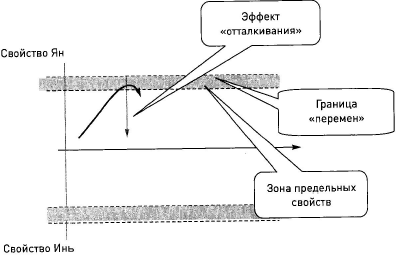 Эффект
«отталкивания»
Свойство Ян
Граница
«перемен»
Зона предельных
свойств
Свойство Инь